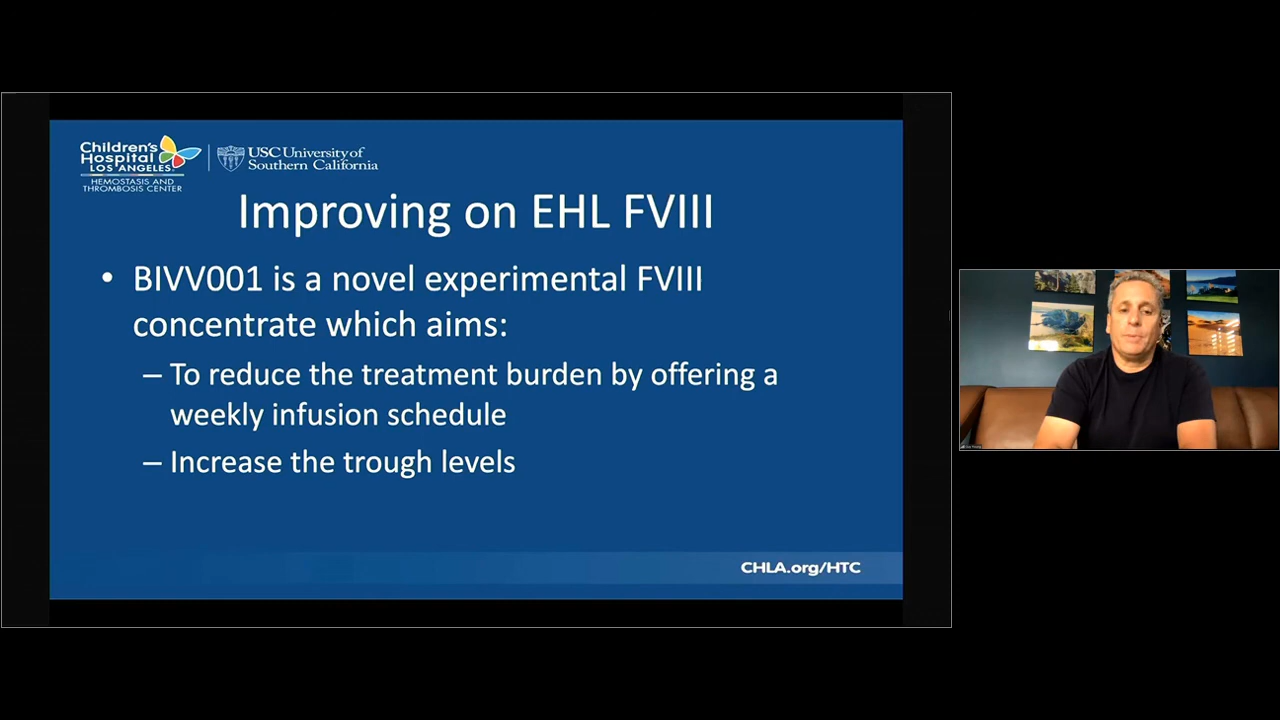 Children's
Hospital
LOS ANGELES
HEMOSTASIS AND
THROMBOSIS CENTER
USC University of
Southern California
Improving on EHL FVIII
• BIVV001 is a novel experimental FVIII
concentrate which aims:
– To reduce the treatment burden by offering a
weekly infusion schedule
– Increase the trough levels
CHLA.org/HTC